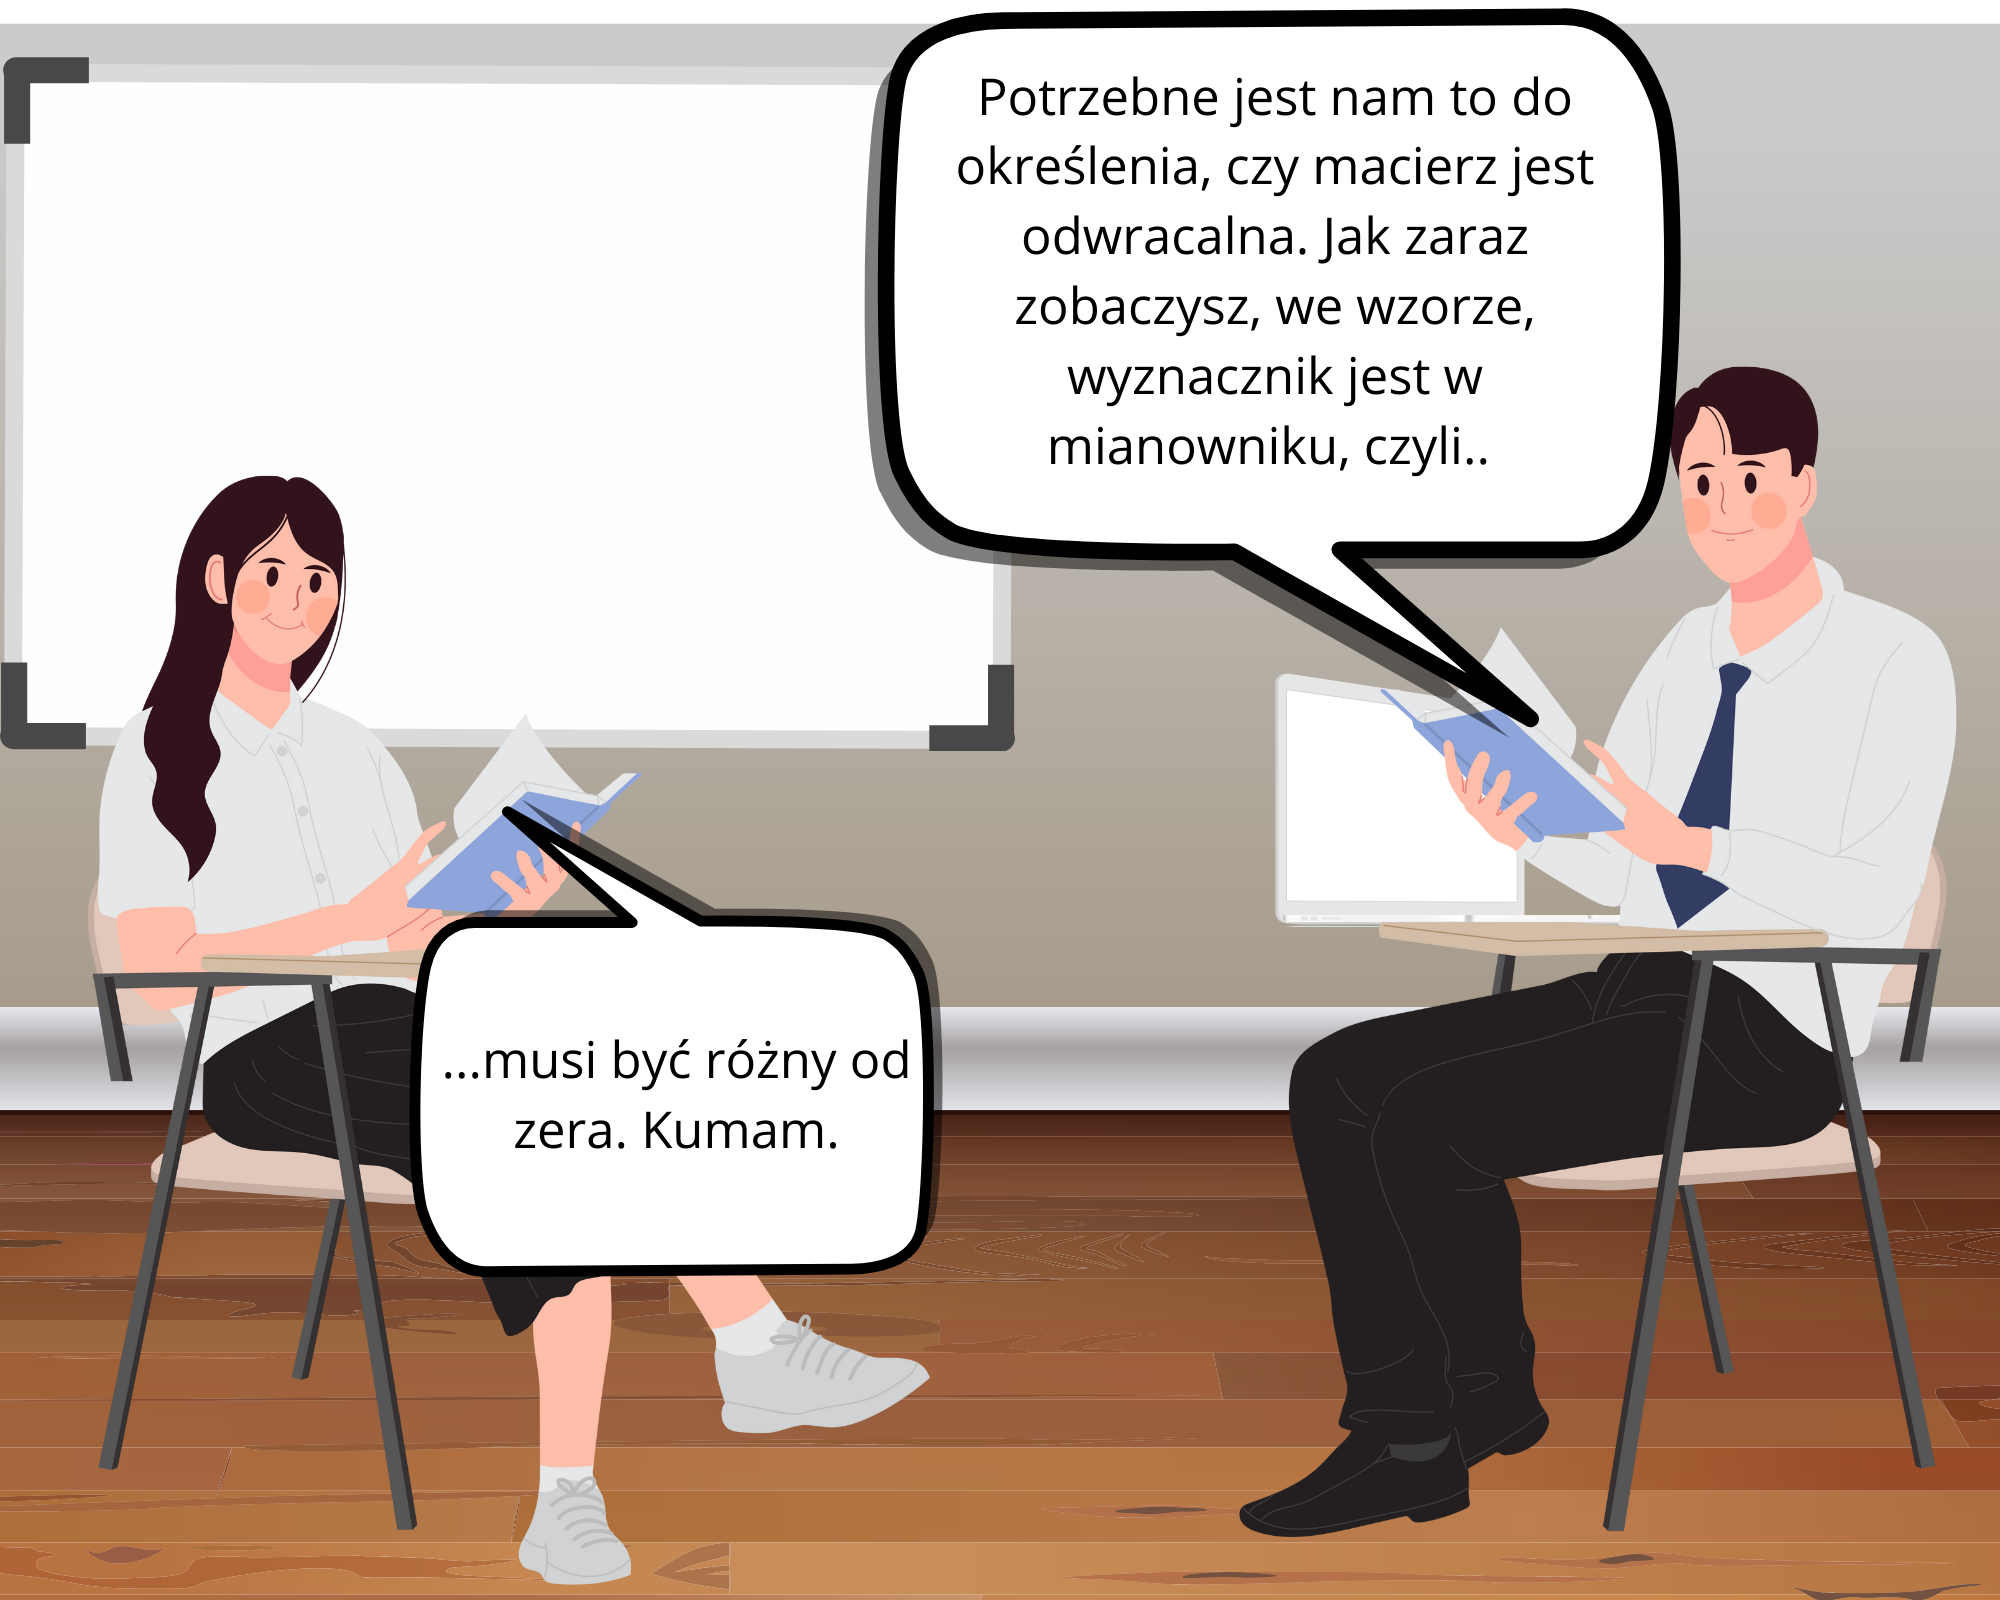 Potrzebne jest nam to do
określenia, czy macierz jest
odwracalna. Jak zaraz
zobaczysz, we wzorze,
wyznacznik jest w
mianowniku, czyli..
...musi być różny od
zera. Kumam.